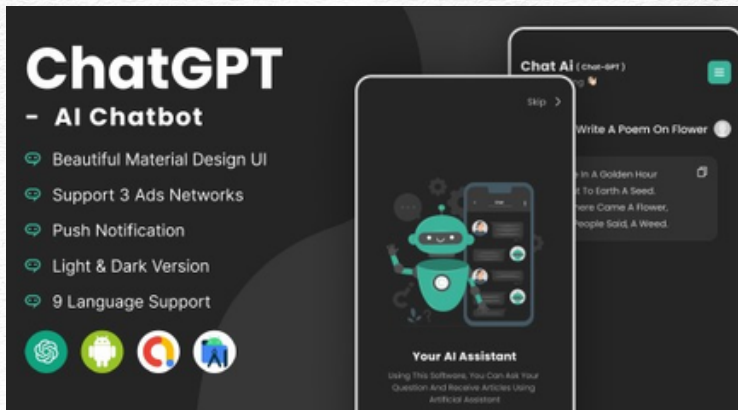 ChatGPT
- AI Chatbot
Beautiful Material Design UI
Support 3 Ads Networks
Push Notification
Light & Dark Version
9 Language Support
Skip
Your AI Assistant
Using This Software, You Can Ask Your
Question And Receive Articles Using
Artificial Assistant
Chat Ai ( Chat-GPT )
Write A Poem On Flower
In A Golden Hour
To Earth A Seed.
Came A Flower,
People Said, A Weed.